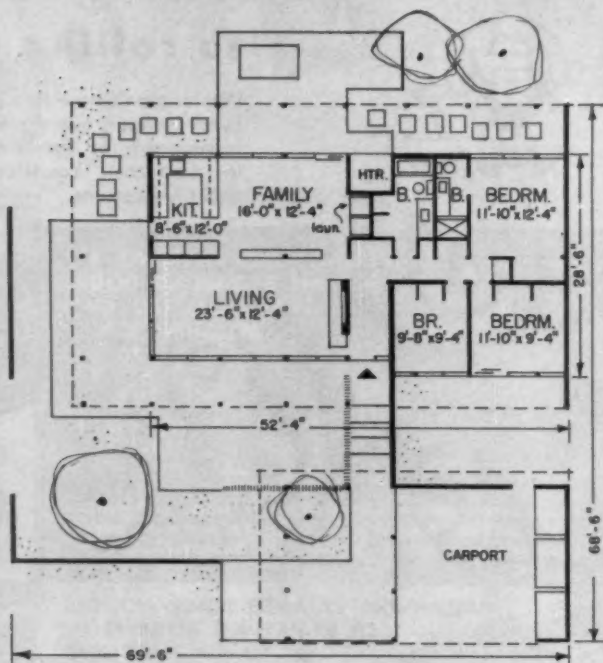 HTR.
B.
B.
BEDRM.
11'-10" x 12'-4"
FAMILY
16'-0" x 12'-4"
KIT.
8'-6" x 12'-0"
laun.
LIVING
23'-6" x 12'-4"
BR.
9'-8" x 9'-4"
BEDRM.
11'-10" x 9'-4"
28'-6"
52'-4"
68'-6"
CARPORT
69'-6"